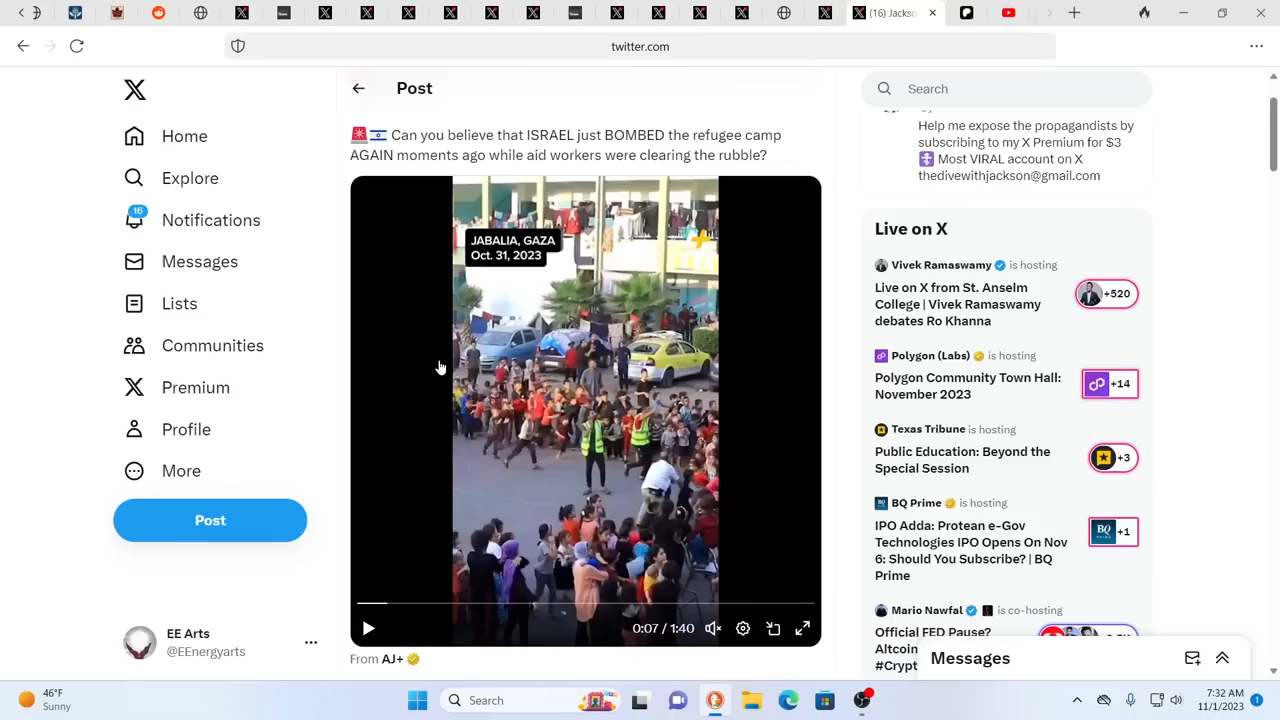 (16) Jackso
twitter.com
Home
Explore
16
Notifications
Messages
Lists
Communities
Premium
Profile
More
Post
EE Arts
@EEnergyarts
Post
🚨🇮🇱 Can you believe that ISRAEL just BOMBED the refugee camp
AGAIN moments ago while aid workers were clearing the rubble?
JABALIA, GAZA
Oct. 31, 2023
0:07 / 1:40
From AJ+
Search
Help me expose the propagandists by
subscribing to my X Premium for $3
Most VIRAL account on X
thedivewithjackson@gmail.com
Live on X
Vivek Ramaswamy is hosting
Live on X from St. Anselm
College | Vivek Ramaswamy
debates Ro Khanna
+520
Polygon (Labs) is hosting
Polygon Community Town Hall:
November 2023
+14
Texas Tribune is hosting
Public Education: Beyond the
Special Session
+3
BQ Prime is hosting
IPO Adda: Protean e-Gov
Technologies IPO Opens On Nov
6: Should You Subscribe? | BQ
Prime
BQ
+1
Mario Nawfal is co-hosting
Official FED Pause?
Altcoin
#Crypt
Messages
46°F
Sunny
Search
7:32 AM
11/1/2023
1